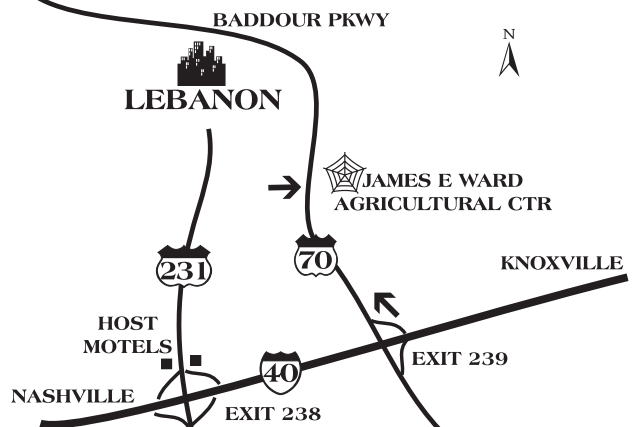 BADDOUR PKWY
N
LEBANON
JAMES E WARD
AGRICULTURAL CTR
231
70
KNOXVILLE
HOST
MOTELS
40
EXIT 239
NASHVILLE
EXIT 238